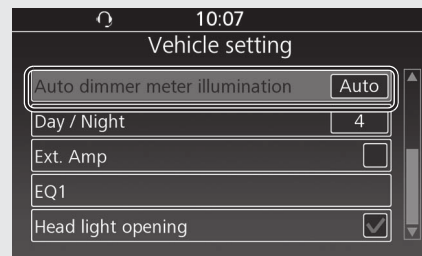 10:07
Vehicle setting
Auto dimmer meter illumination Auto
Day / Night 4
Ext. Amp
EQ1
Head light opening